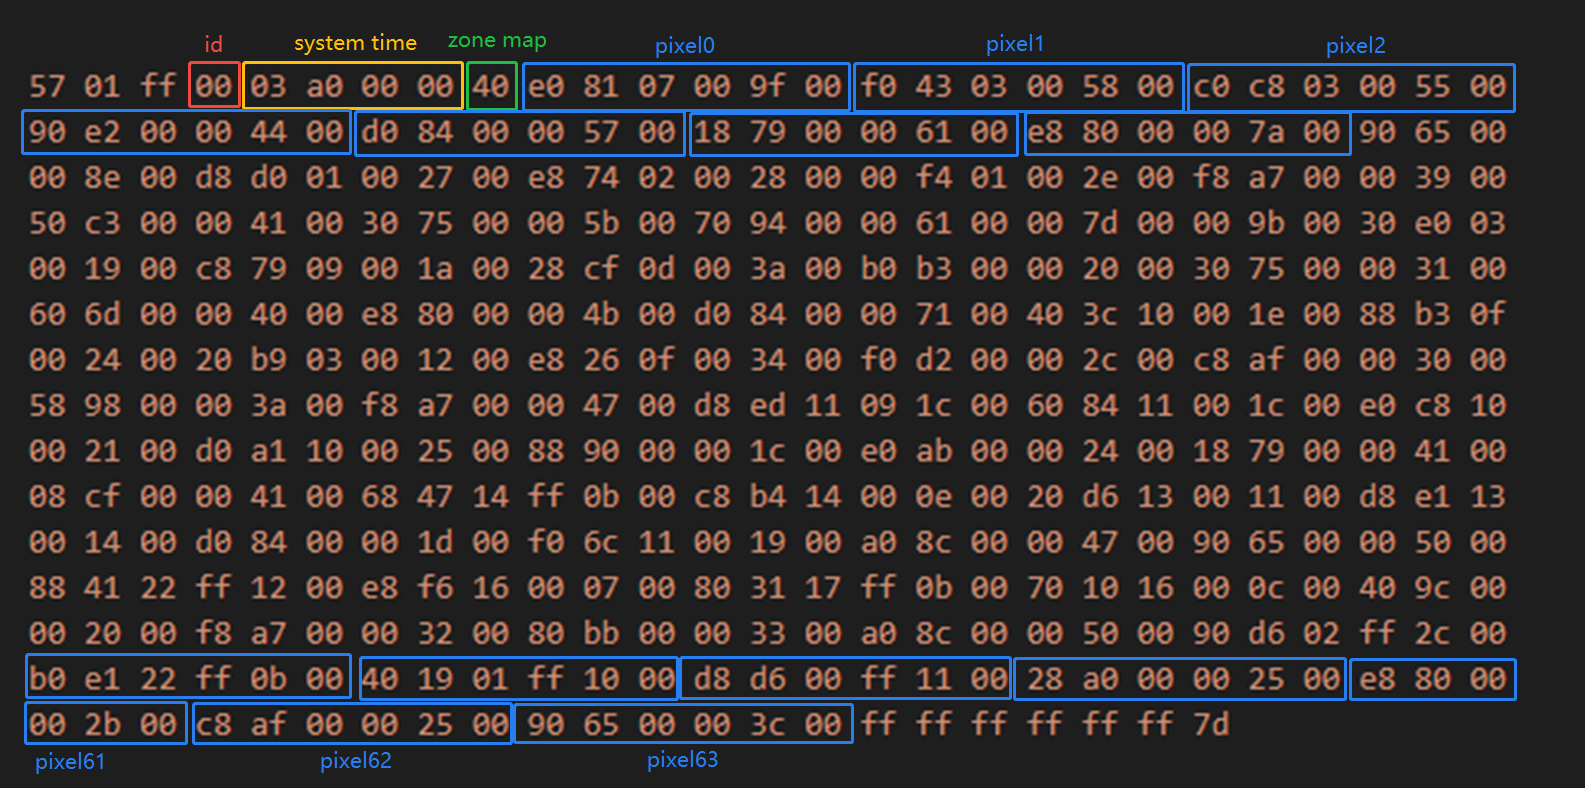 id system time zone map pixel0 pixel1 pixel2
57 01 ff 00 03 a0 00 00 40 e0 81 07 00 9f 00 f0 43 03 00 58 00 c0 c8 03 00 55 00
90 e2 00 00 44 00 d0 84 00 00 57 00 18 79 00 00 61 00 e8 80 00 00 7a 00 90 65 00
00 8e 00 d8 d0 01 00 27 00 e8 74 02 00 28 00 00 f4 01 00 2e 00 f8 a7 00 00 39 00
50 c3 00 00 41 00 30 75 00 00 5b 00 70 94 00 00 61 00 00 7d 00 00 9b 00 30 e0 03
00 19 00 c8 79 09 00 1a 00 28 cf 0d 00 3a 00 b0 b3 00 00 20 00 30 75 00 00 31 00
60 6d 00 00 40 00 e8 80 00 00 4b 00 d0 84 00 00 71 00 40 3c 10 00 1e 00 88 b3 0f
00 24 00 20 b9 03 00 12 00 e8 26 0f 00 34 00 f0 d2 00 00 2c 00 c8 af 00 00 30 00
58 98 00 00 3a 00 f8 a7 00 00 47 00 d8 ed 11 09 1c 00 60 84 11 00 1c 00 e0 c8 10
00 21 00 d0 a1 10 00 25 00 88 90 00 00 1c 00 e0 ab 00 00 24 00 18 79 00 00 41 00
08 cf 00 00 41 00 68 47 14 ff 0b 00 c8 b4 14 00 0e 00 20 d6 13 00 11 00 d8 e1 13
00 14 00 d0 84 00 00 1d 00 f0 6c 11 00 19 00 a0 8c 00 00 47 00 90 65 00 00 50 00
88 41 22 ff 12 00 e8 f6 16 00 07 00 80 31 17 ff 0b 00 70 10 16 00 0c 00 40 9c 00
00 20 00 f8 a7 00 00 32 00 80 bb 00 00 33 00 a0 8c 00 00 50 00 90 d6 02 ff 2c 00
b0 e1 22 ff 0b 00 40 19 01 ff 10 00 d8 d6 00 ff 11 00 28 a0 00 00 25 00 e8 80 00
00 2b 00 c8 af 00 00 25 00 90 65 00 00 3c 00 ff ff ff ff ff ff 7d
pixel61 pixel62 pixel63